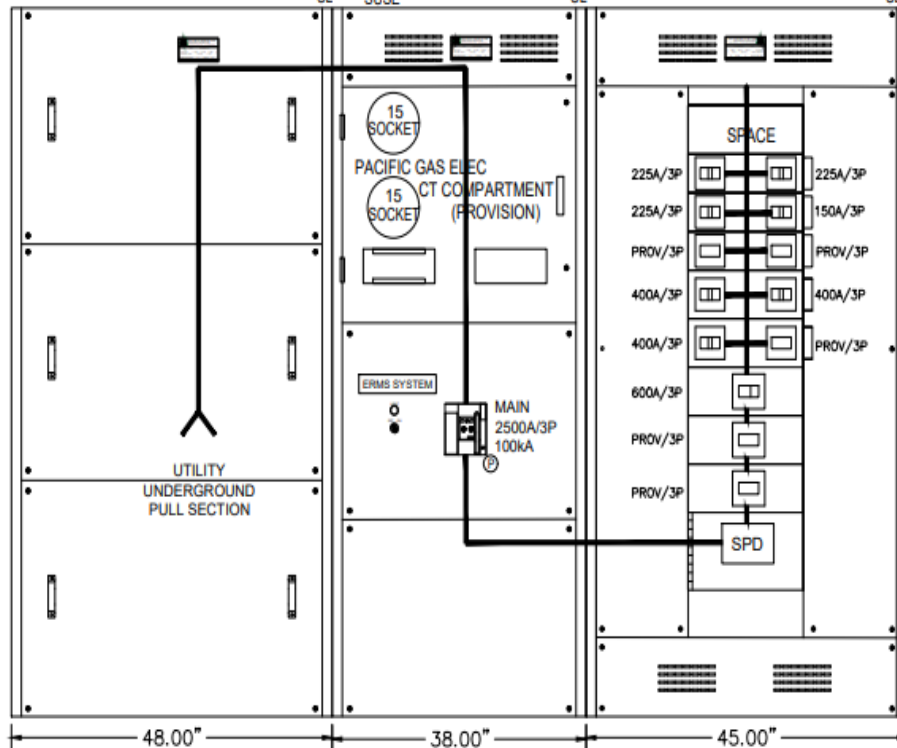 15
SOCKET
PACIFIC GAS ELEC
CT COMPARTMENT
(PROVISION)
15
SOCKET
ERMS SYSTEM
MAIN
2500A/3P
100kA
P
UTILITY
UNDERGROUND
PULL SECTION
SPACE
225A/3P 225A/3P
225A/3P 150A/3P
PROV/3P PROV/3P
400A/3P 400A/3P
400A/3P PROV/3P
600A/3P
PROV/3P
PROV/3P
SPD
48.00" 38.00" 45.00"